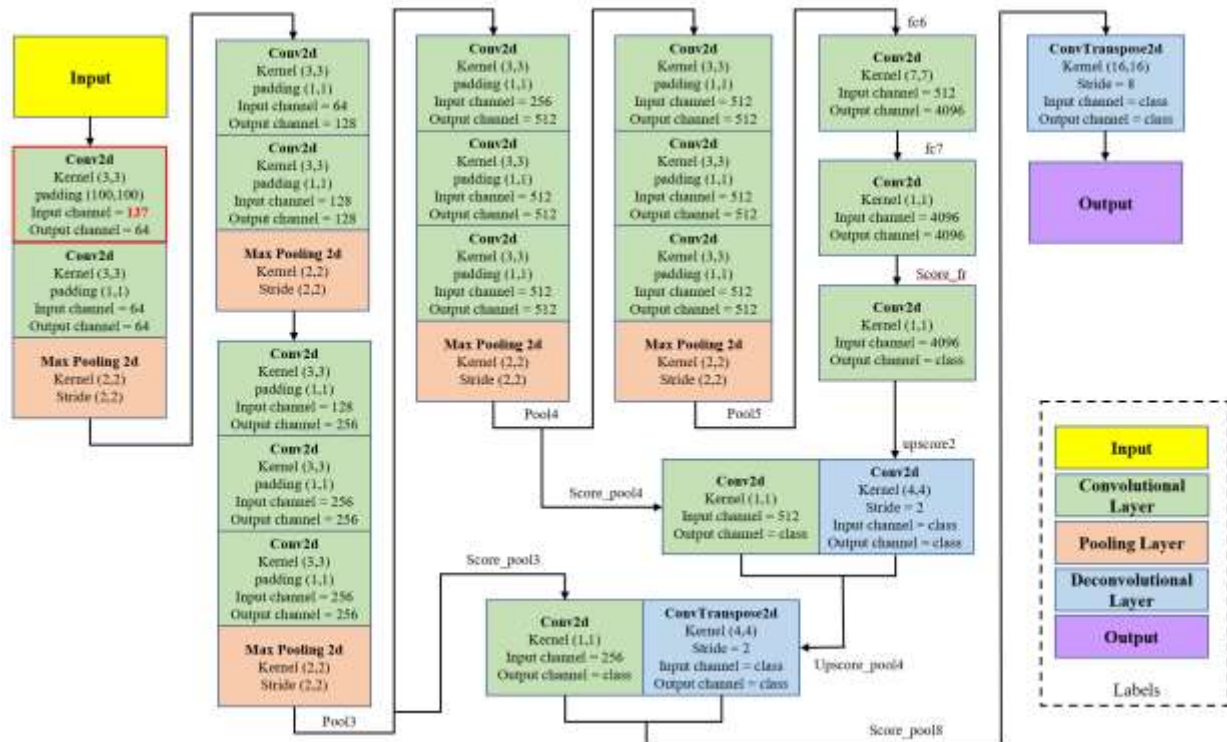 Input
Conv2d
Kernel (3,3)
padding (100,100)
Input channel = 137
Output channel = 64
Conv2d
Kernel (3,3)
padding (1,1)
Input channel = 64
Output channel = 64
Max Pooling 2d
Kernel (2,2)
Stride (2,2)
Conv2d
Kernel (3,3)
padding (1,1)
Input channel = 64
Output channel = 128
Conv2d
Kernel (3,3)
padding (1,1)
Input channel = 128
Output channel = 128
Max Pooling 2d
Kernel (2,2)
Stride (2,2)
Conv2d
Kernel (3,3)
padding (1,1)
Input channel = 128
Output channel = 256
Conv2d
Kernel (3,3)
padding (1,1)
Input channel = 256
Output channel = 256
Conv2d
Kernel (3,3)
padding (1,1)
Input channel = 256
Output channel = 256
Max Pooling 2d
Kernel (2,2)
Stride (2,2)
Pool3
Conv2d
Kernel (3,3)
padding (1,1)
Input channel = 256
Output channel = 512
Conv2d
Kernel (3,3)
padding (1,1)
Input channel = 512
Output channel = 512
Conv2d
Kernel (3,3)
padding (1,1)
Input channel = 512
Output channel = 512
Max Pooling 2d
Kernel (2,2)
Stride (2,2)
Pool4
Conv2d
Kernel (3,3)
padding (1,1)
Input channel = 512
Output channel = 512
Conv2d
Kernel (3,3)
padding (1,1)
Input channel = 512
Output channel = 512
Conv2d
Kernel (3,3)
padding (1,1)
Input channel = 512
Output channel = 512
Max Pooling 2d
Kernel (2,2)
Stride (2,2)
Pool5
fc6
Conv2d
Kernel (7,7)
Input channel = 512
Output channel = 4096
fc7
Conv2d
Kernel (1,1)
Input channel = 4096
Output channel = 4096
Score_fr
Conv2d
Kernel (1,1)
Input channel = 4096
Output channel = class
upscore2
Score_pool4
Conv2d
Kernel (1,1)
Input channel = 512
Output channel = class
Conv2d
Kernel (4,4)
Stride = 2
Input channel = class
Output channel = class
Score_pool3
Conv2d
Kernel (1,1)
Input channel = 256
Output channel = class
ConvTranspose2d
Kernel (4,4)
Stride = 2
Input channel = class
Output channel = class
Upscore_pool4
Score_pool8
ConvTranspose2d
Kernel (16,16)
Stride = 8
Input channel = class
Output channel = class
Output
Input
Convolutional
Layer
Pooling Layer
Deconvolutional
Layer
Output
Labels